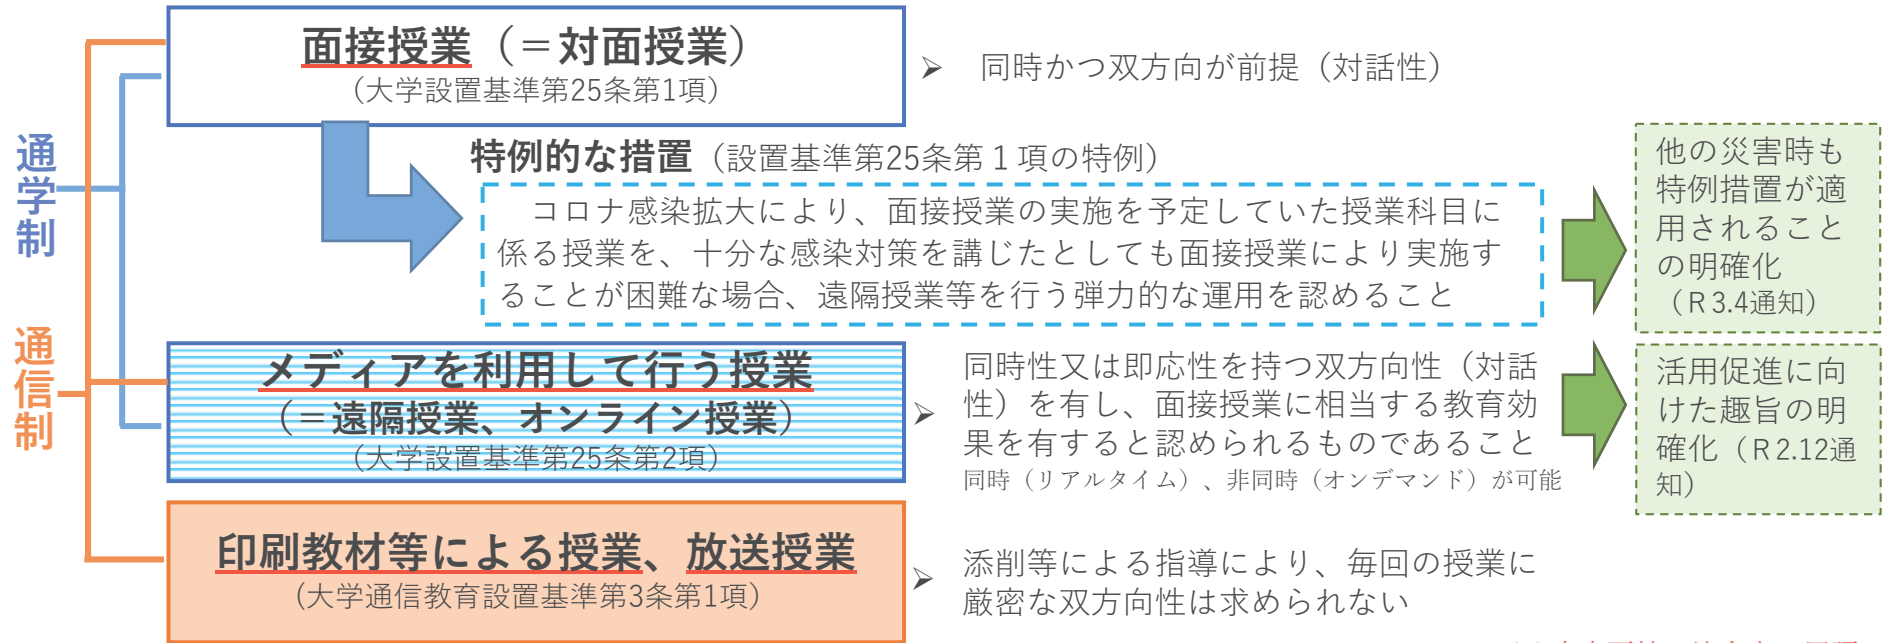 面接授業（＝対面授業）
（大学設置基準第25条第1項）
➢ 同時かつ双方向が前提（対話性）
通学制
特例的な措置（設置基準第25条第１項の特例）
コロナ感染拡大により、面接授業の実施を予定していた授業科目に
係る授業を、十分な感染対策を講じたとしても面接授業により実施す
ることが困難な場合、遠隔授業等を行う弾力的な運用を認めること
他の災害時も
特例措置が適
用されること
の明確化
（Ｒ3.4通知）
通信制
メディアを利用して行う授業
（＝遠隔授業、オンライン授業）
（大学設置基準第25条第2項）
➢ 同時性又は即応性を持つ双方向性（対話
性）を有し、面接授業に相当する教育効
果を有すると認められるものであること
同時（リアルタイム）、非同時（オンデマンド）が可能
活用促進に向
けた趣旨の明
確化（Ｒ2.12通
知）
印刷教材等による授業、放送授業
（大学通信教育設置基準第3条第1項）
➢ 添削等による指導により、毎回の授業に
厳密な双方向性は求められない